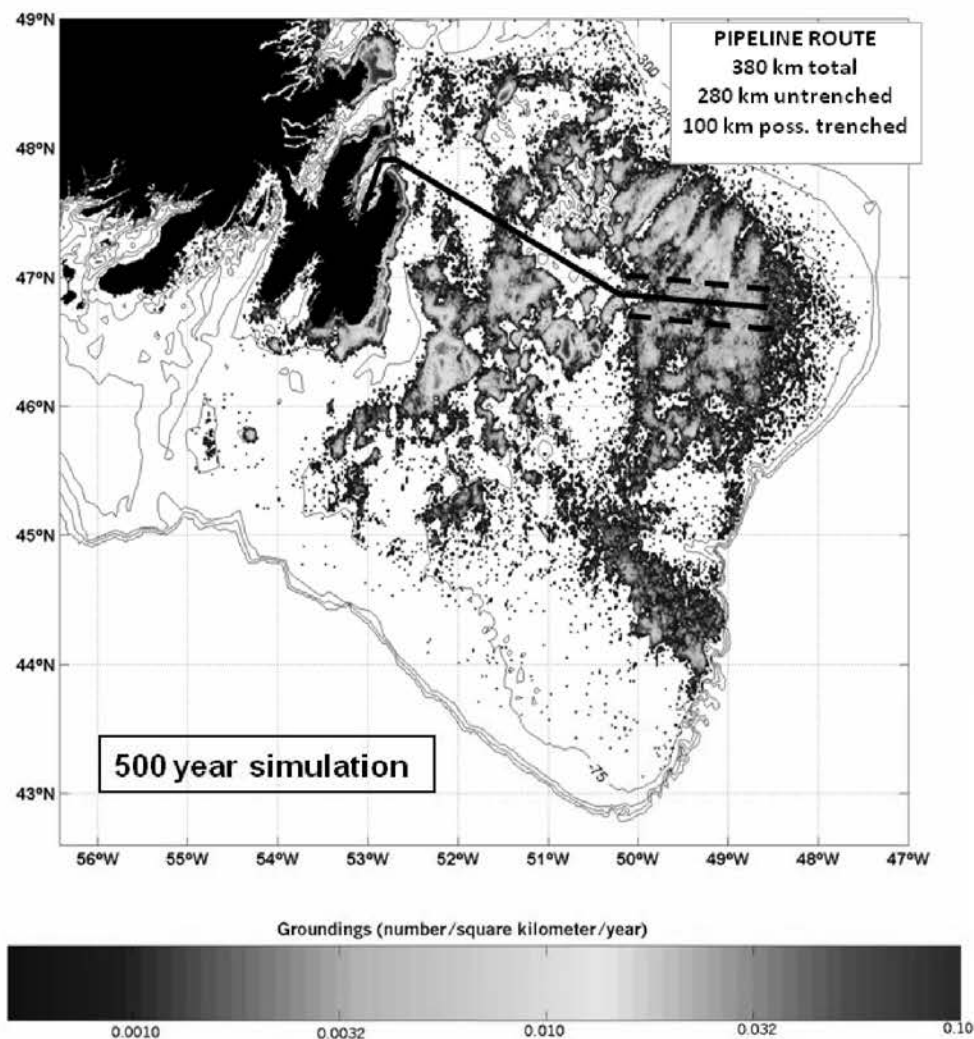 PIPELINE ROUTE
380 km total
280 km untrenched
100 km poss. trenched
300
49°N
48°N
47°N
46°N
45°N
44°N
43°N
75
500 year simulation
56°W 55°W 54°W 53°W 52°W 51°W 50°W 49°W 48°W 47°W
Groundings (number/square kilometer/year)
0.0010 0.0032 0.010 0.032 0.10